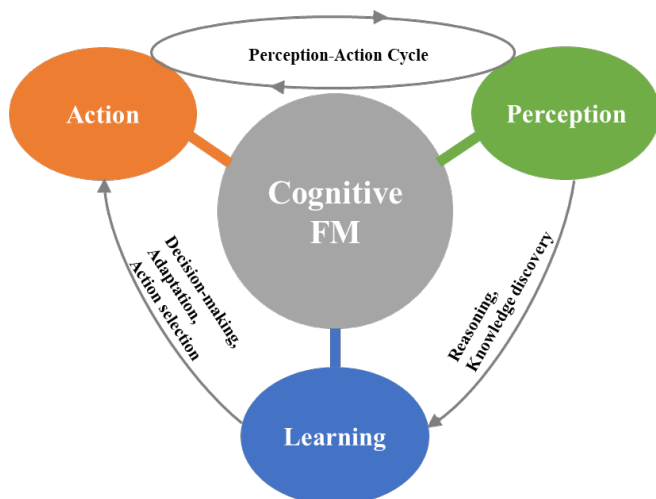 Perception-Action Cycle
Action
Perception
Cognitive
FM
Decision-making,
Adaptation,
Action selection
Reasoning,
Knowledge discovery
Learning